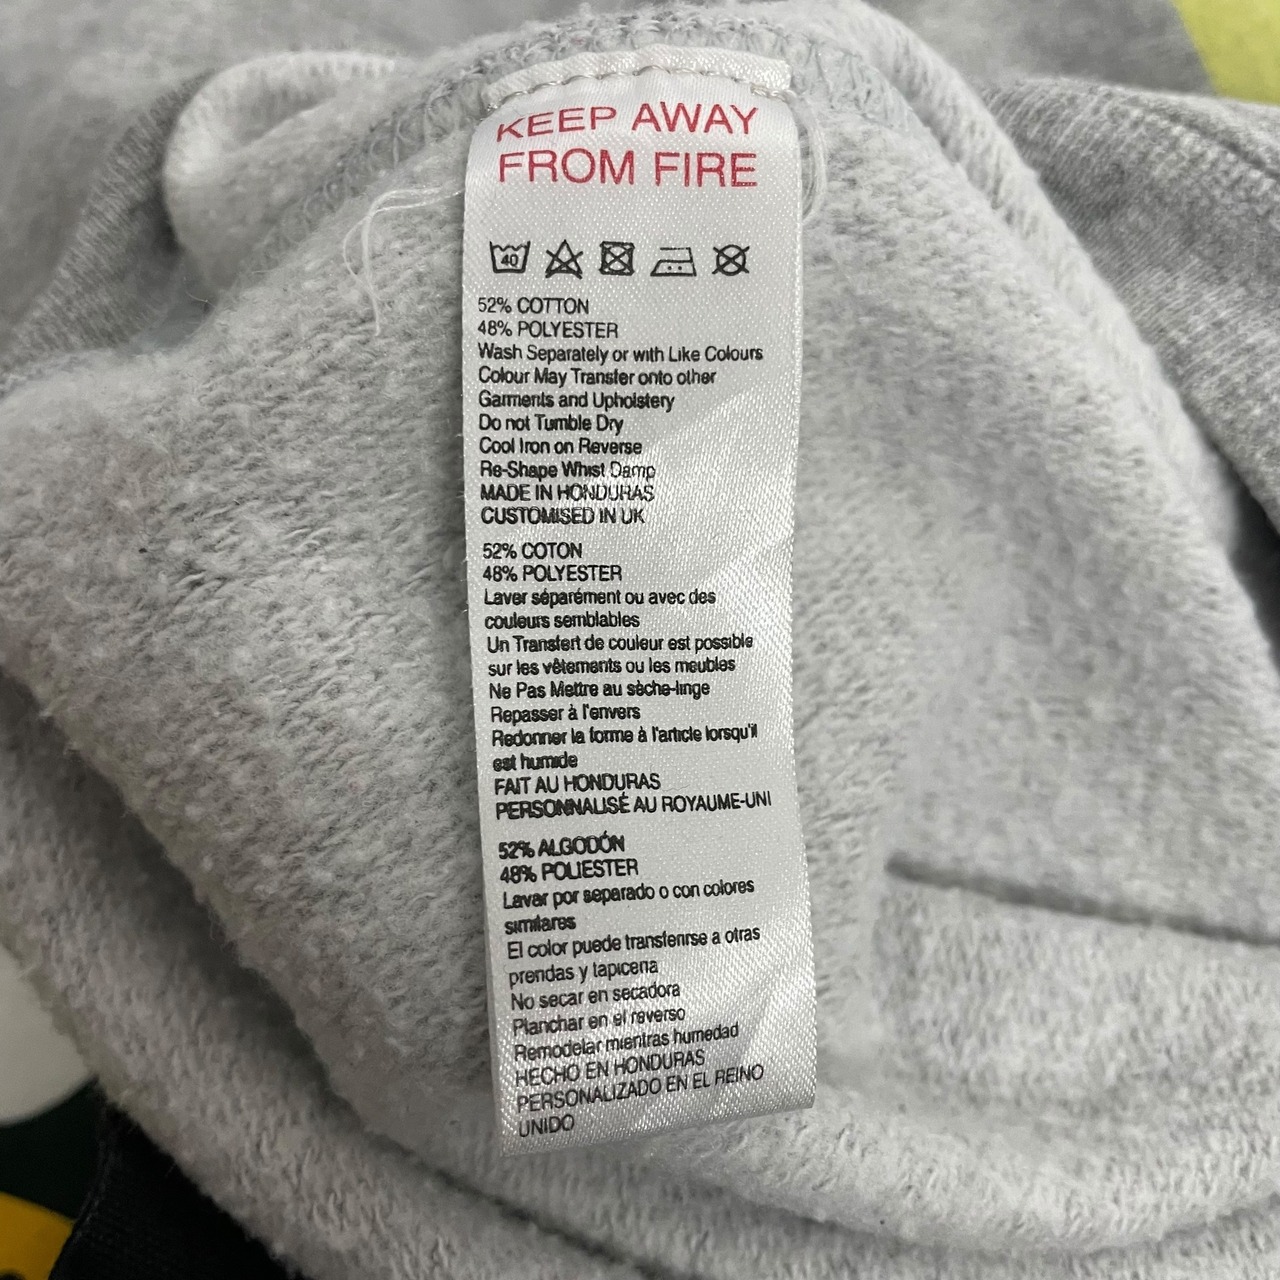 KEEP AWAY
FROM FIRE
40
52% COTTON
48% POLYESTER
Wash Separately or with Like Colours
Colour May Transfer onto other
Garments and Upholstery
Do not Tumble Dry
Cool Iron on Reverse
Re-Shape Whist Damp
MADE IN HONDURAS
CUSTOMISED IN UK
52% COTON
48% POLYESTER
Laver séparément ou avec des
couleurs semblables
Un Transfert de couleur est possible
sur les vêtements ou les meubles
Ne Pas Mettre au sèche-linge
Repasser à l'envers
Redonner la forme à l'article lorsqu'il
est humide
FAIT AU HONDURAS
PERSONNALISÉ AU ROYAUME-UNI
52% ALGODÓN
48% POLIESTER
Lavar por separado o con colores
similares
El color puede transferirse a otras
prendas y tapiceria
No secar en secadora
Planchar en el reverso
Remodelar mientras humedad
HECHO EN HONDURAS
PERSONALIZADO EN EL REINO
UNIDO